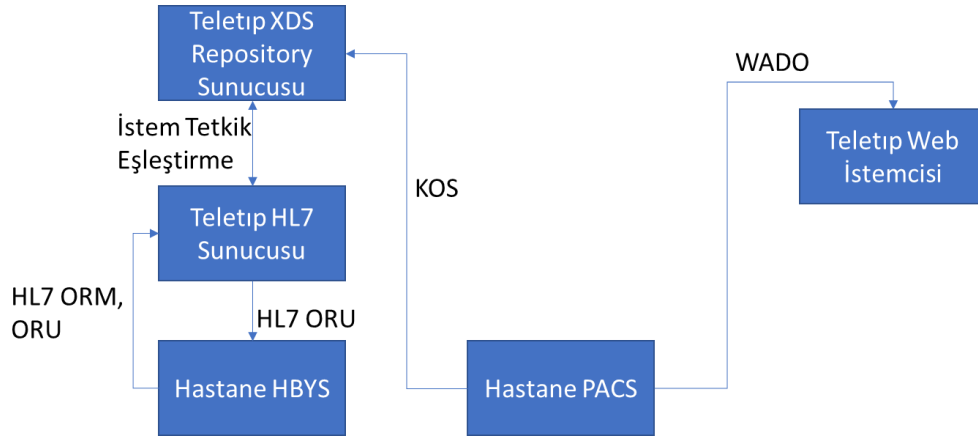 Teletıp XDS
Repository
Sunucusu
WADO
İstem Tetkik
Eşleştirme
Teletıp Web
İstemcisi
KOS
Teletıp HL7
Sunucusu
HL7 ORM,
ORU
HL7 ORU
Hastane HBYS
Hastane PACS